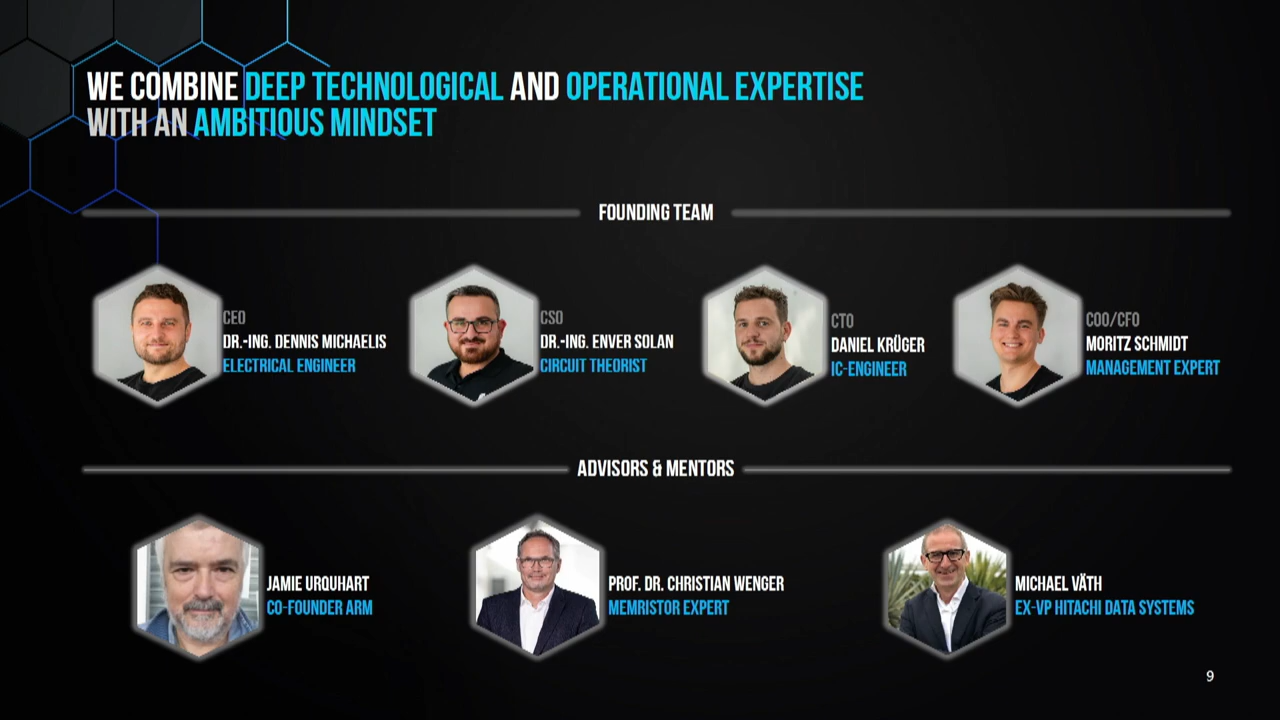 WE COMBINE DEEP TECHNOLOGICAL AND OPERATIONAL EXPERTISE
WITH AN AMBITIOUS MINDSET
FOUNDING TEAM
CEO
DR.-ING. DENNIS MICHAELIS
ELECTRICAL ENGINEER
CSO
DR.-ING. ENVER SOLAN
CIRCUIT THEORIST
CTO
DANIEL KRÜGER
IC-ENGINEER
COO/CFO
MORITZ SCHMIDT
MANAGEMENT EXPERT
ADVISORS & MENTORS
JAMIE URQUHART
CO-FOUNDER ARM
PROF. DR. CHRISTIAN WENGER
MEMRISTOR EXPERT
MICHAEL VÄTH
EX-VP HITACHI DATA SYSTEMS
9